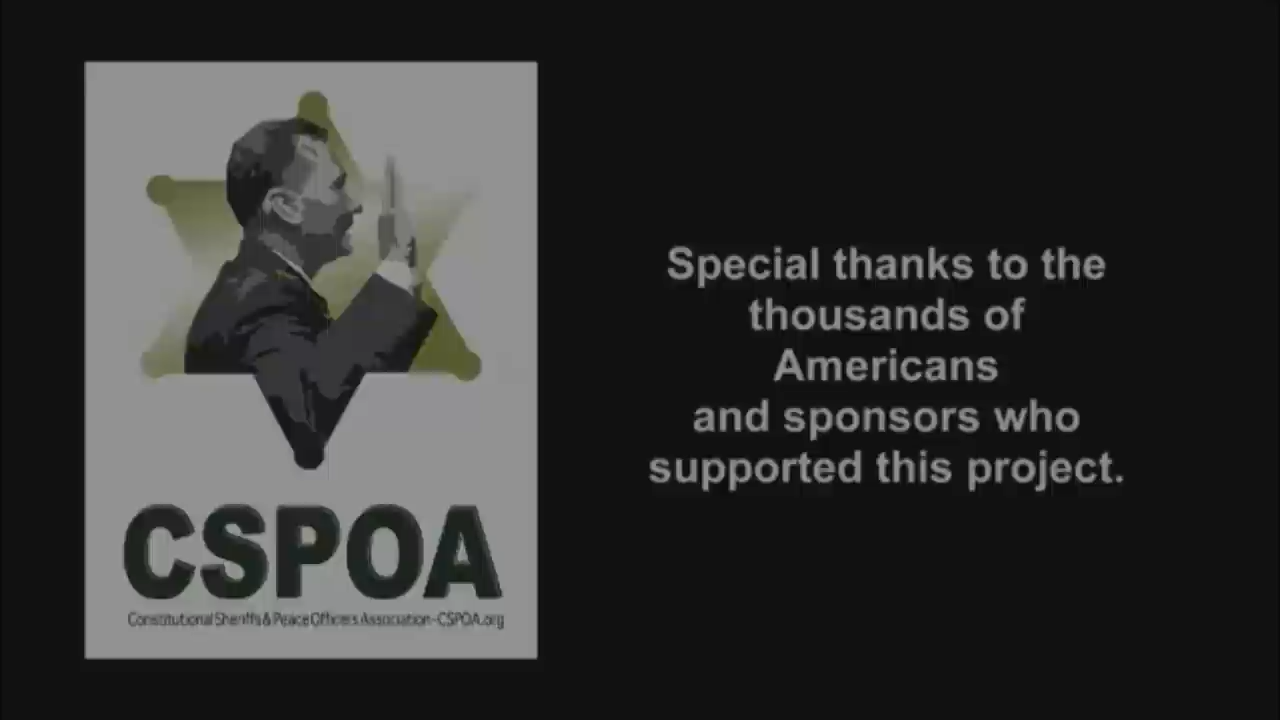 CSPOA
Constitutional Sheriffs & Peace Officers Association-CSPOA.org
Special thanks to the
thousands of
Americans
and sponsors who
supported this project.